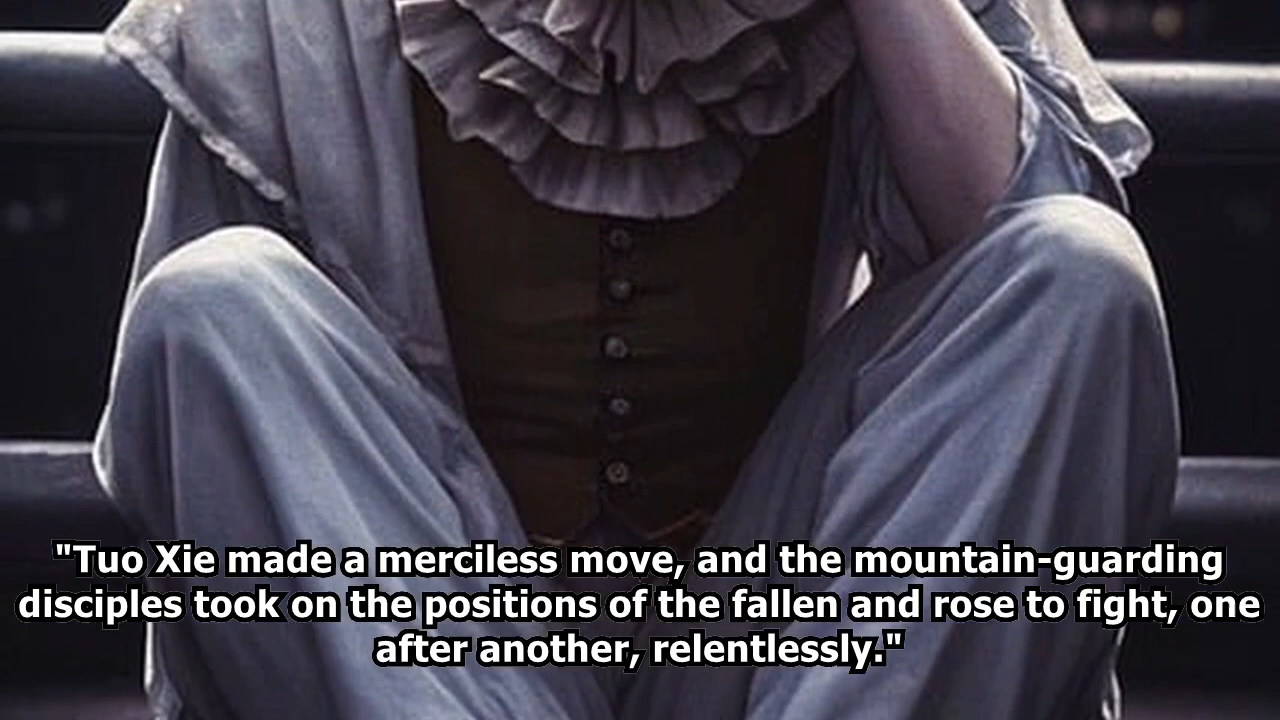 "Tuo Xie made a merciless move, and the mountain-guarding
disciples took on the positions of the fallen and rose to fight, one
after another, relentlessly."